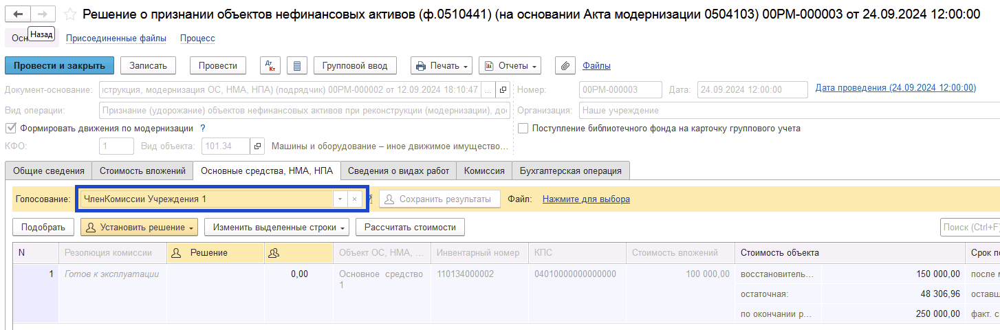 Решение о признании объектов нефинансовых активов (ф.0510441) (на основании Акта модернизации 0504103) 00РМ-000003 от 24.09.2024 12:00:00
Назад
Осн Присоединенные файлы Процесс
Провести и закрыть Записать Провести Дт Кт Групповой ввод Печать Отчеты Файлы
Документ-основание: струкция, модернизация ОС, НМА, НПА) (подрядчик) 00РМ-000002 от 12.09.2024 18:10:47 ... Номер: 00РМ-000003 Дата: 24.09.2024 12:00:00 Дата проведения (24.09.2024 12:00:00)
Вид операции: Признание (удорожание) объектов нефинансовых активов при реконструкции (модернизации), дос Организация: Наше учреждение
Формировать движения по модернизации ? Поступление библиотечного фонда на карточку группового учета
КФО: 1 Вид объекта: 101.34 Машины и оборудование – иное движимое имущество...
Общие сведения Стоимость вложений Основные средства, НМА, НПА Сведения о видах работ Комиссия Бухгалтерская операция
Голосование: ЧленКомиссии Учреждения 1 × Сохранить результаты Файл: Нажмите для выбора
Подобрать Установить решение Изменить выделенные строки Рассчитать стоимости Поиск (Ctrl+F)
N Резолюция комиссии Решение Объект ОС, НМА, ... Инвентарный номер КПС Стоимость вложений Стоимость объекта Срок по
1 Готов к эксплуатации 0,00 Основное средство 110134000002 04010000000000000 100 000,00 восстановитель... 150 000,00 после м
1
остаточная: 48 306,96 оставш
по окончании р... 250 000,00 факт. с